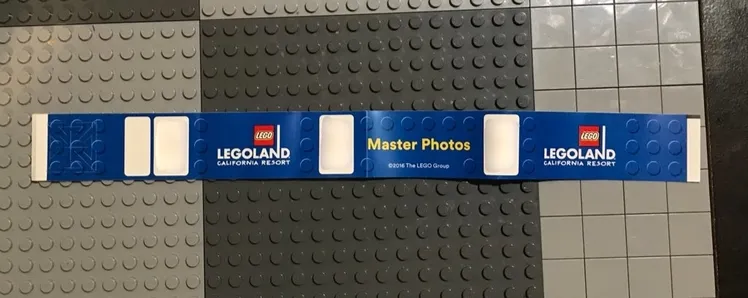 LEGO
LEGOLAND
CALIFORNIA RESORT
Master Photos
©2016 The LEGO Group
LEGO
LEGOLAND
CALIFORNIA RESORT